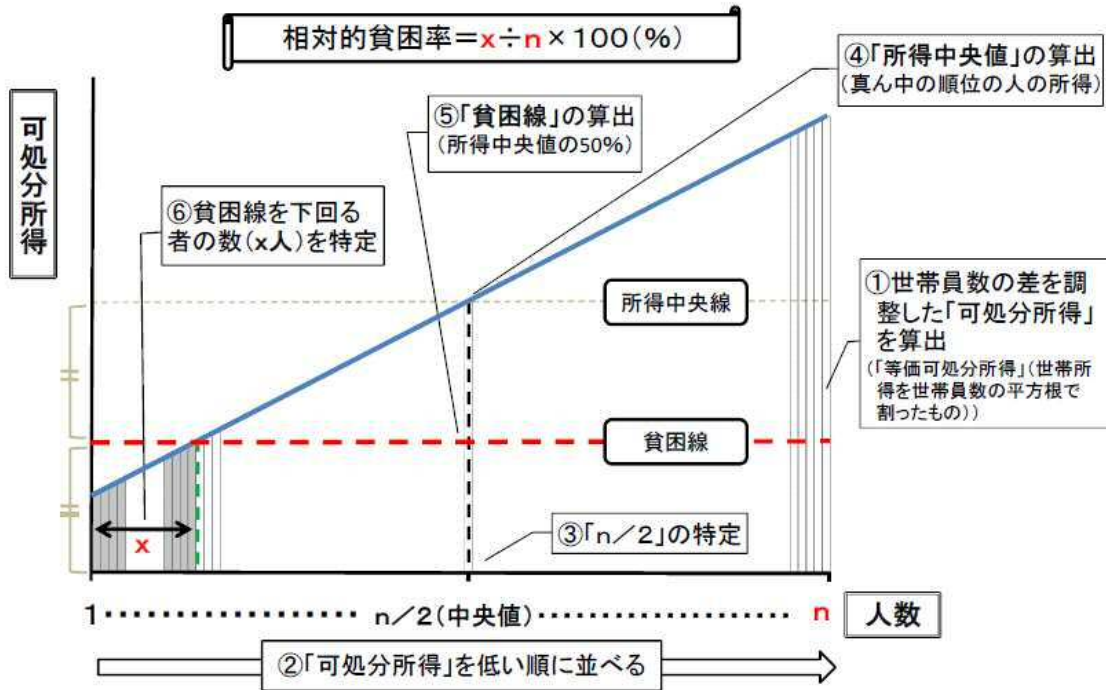 相対的貧困率＝x÷n×100(％)
④「所得中央値」の算出
(真ん中の順位の人の所得)
可処分所得
⑤「貧困線」の算出
(所得中央値の50％)
⑥貧困線を下回る
者の数(x人)を特定
所得中央線
①世帯員数の差を調
整した「可処分所得」
を算出
(「等価可処分所得」(世帯所
得を世帯員数の平方根で
割ったもの))
貧困線
x
③「n／2」の特定
1‥‥‥‥‥‥ n／2(中央値)‥‥‥‥‥‥ n 人数
②「可処分所得」を低い順に並べる